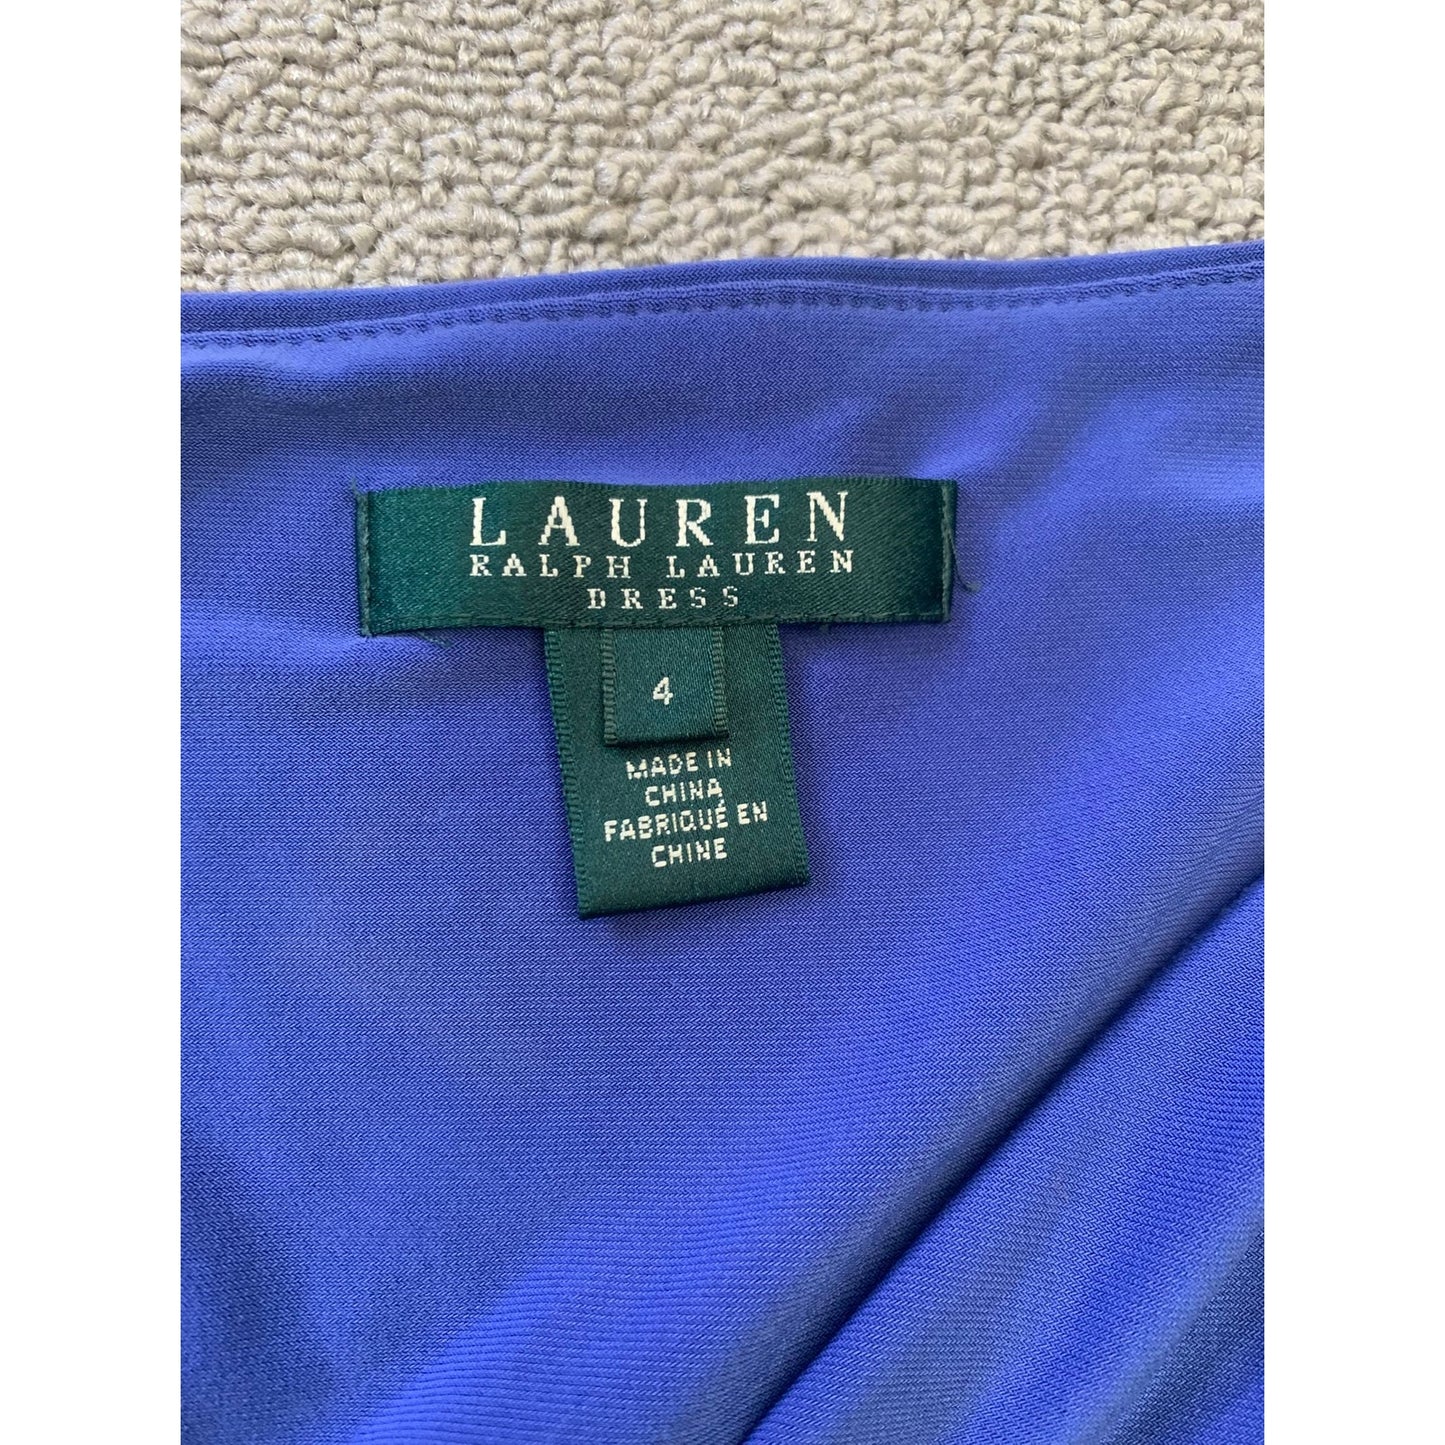 LAUREN
RALPH LAUREN
DRESS
4
MADE IN
CHINA
FABRIQUÉ EN
CHINE